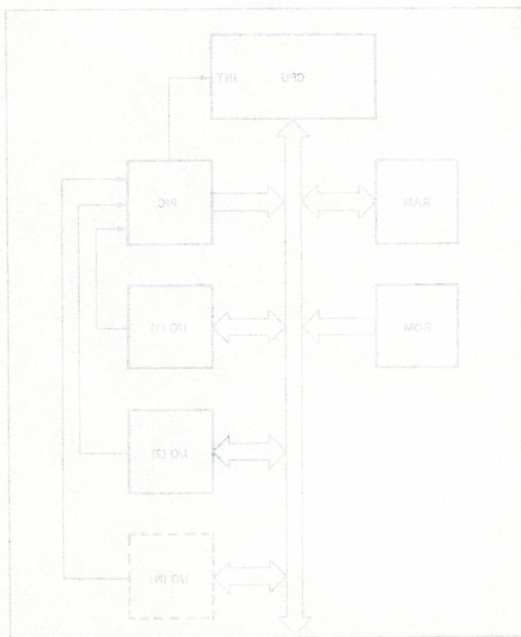 CPU INT
RAM PIC
ROM I/O (1)
I/O (2)
I/O (N)